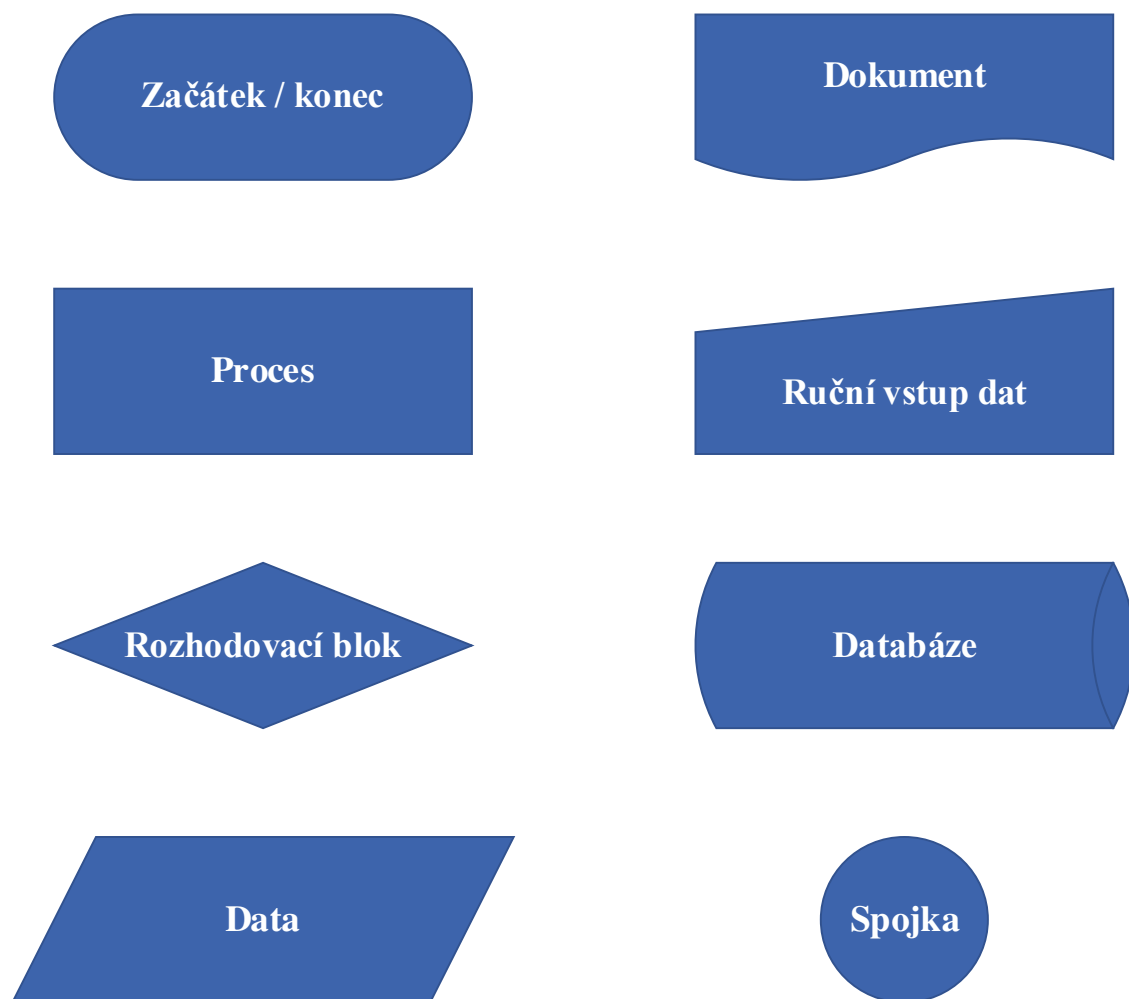 Začátek / konec
Dokument
Proces
Ruční vstup dat
Rozhodovací blok
Databáze
Data
Spojka